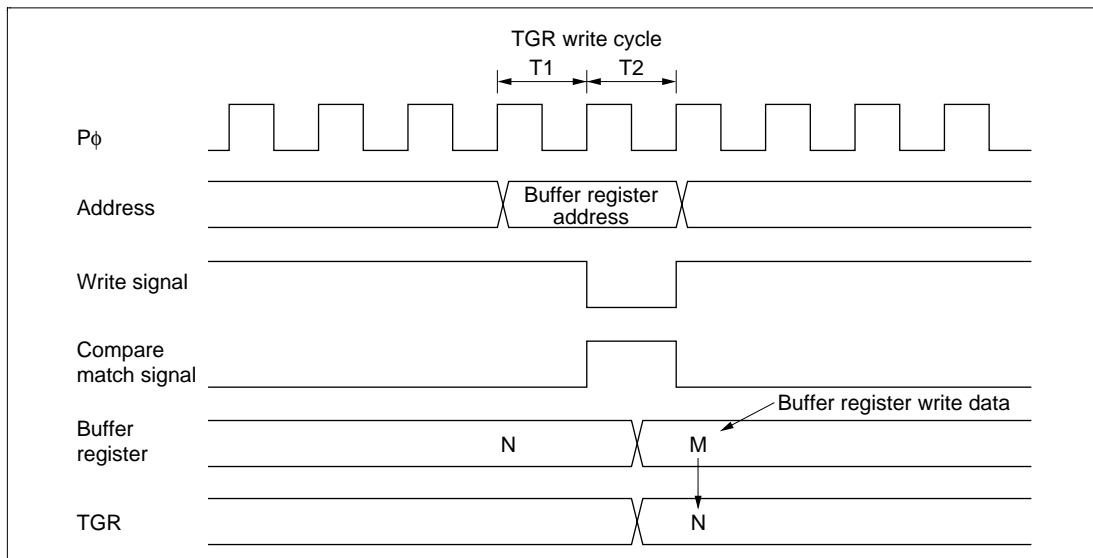 TGR write cycle
T1 T2
Pφ
Address
Buffer register
address
Write signal
Compare
match signal
Buffer register write data
Buffer
register
N M
TGR
N